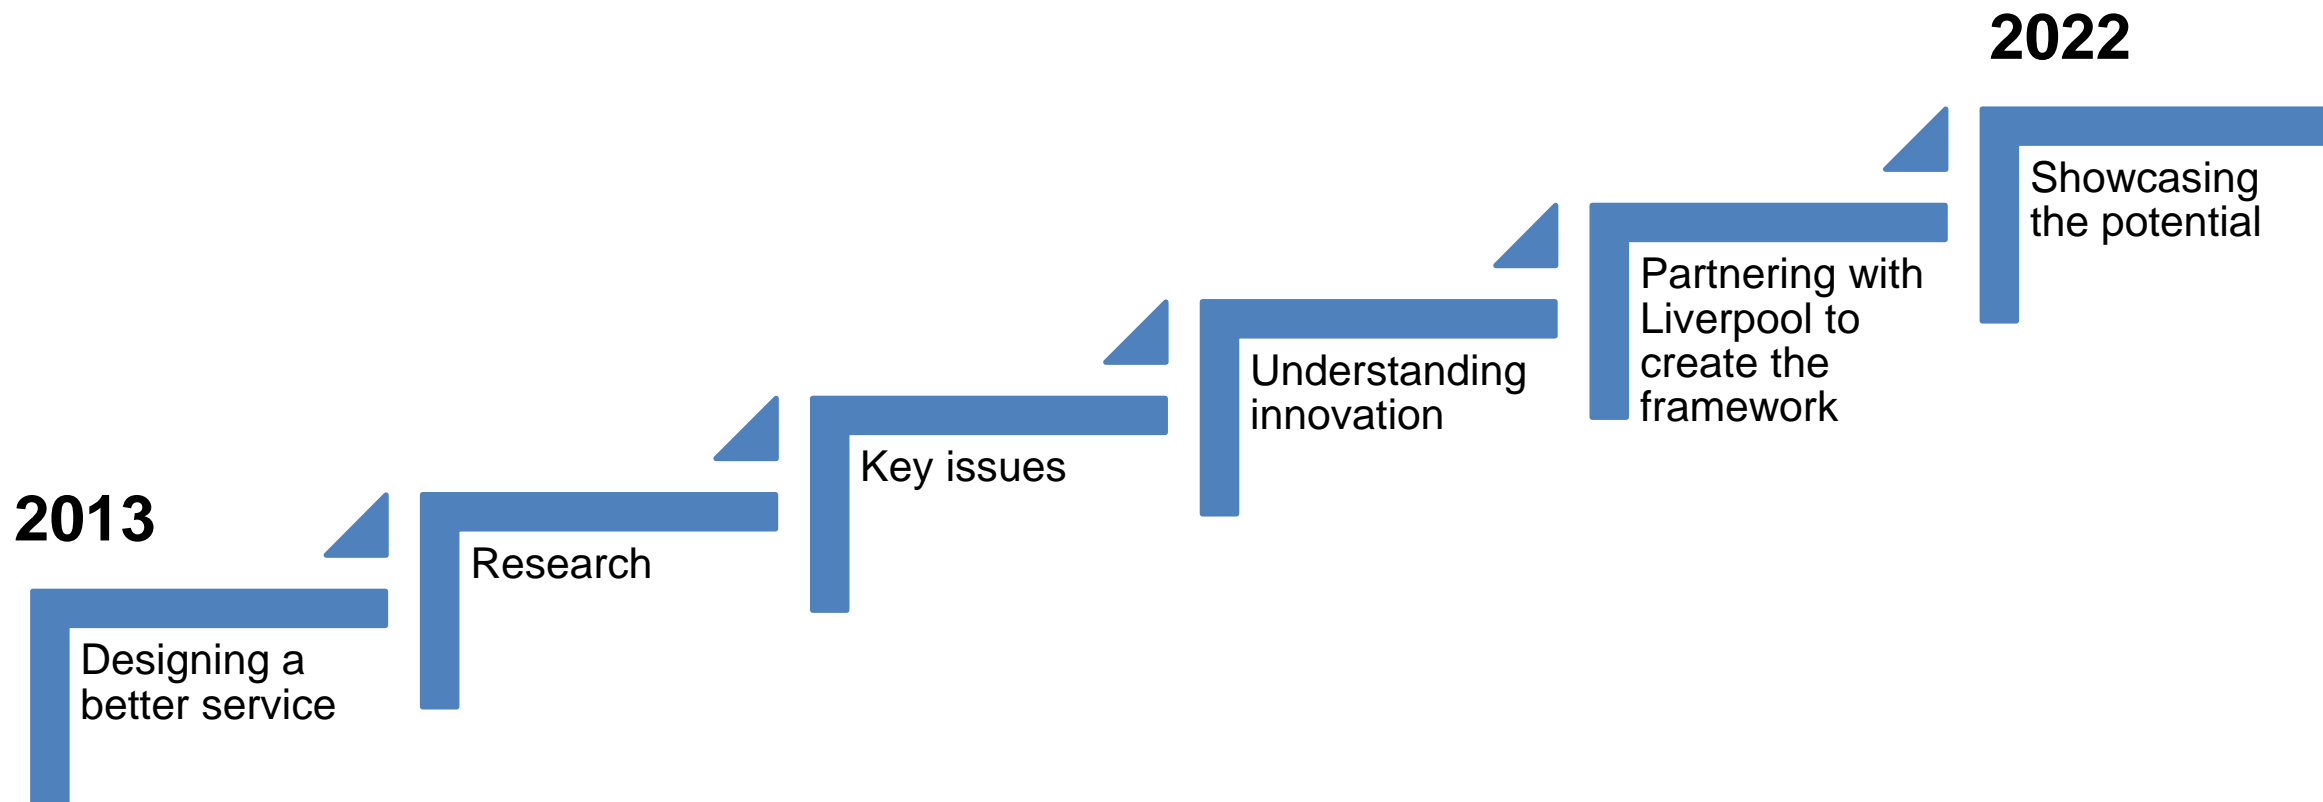 2013
Designing a
better service
Research
Key issues
Understanding
innovation
Partnering with
Liverpool to
create the
framework
2022
Showcasing
the potential